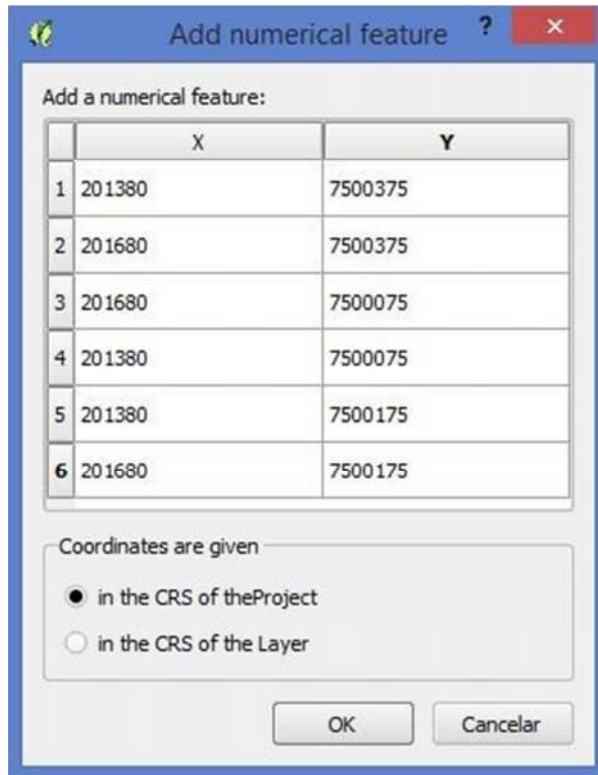 Add numerical feature ? ×
Add a numerical feature:
X Y
1 201380 7500375
2 201680 7500375
3 201680 7500075
4 201380 7500075
5 201380 7500175
6 201680 7500175
Coordinates are given
in the CRS of theProject
in the CRS of the Layer
OK Cancelar